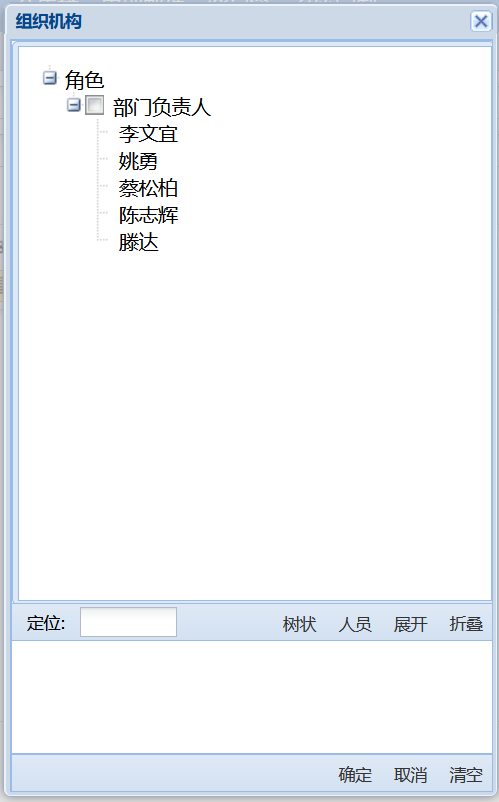 组织机构
角色
部门负责人
李文宜
姚勇
蔡松柏
陈志辉
滕达
定位: 树状 人员 展开 折叠
确定 取消 清空